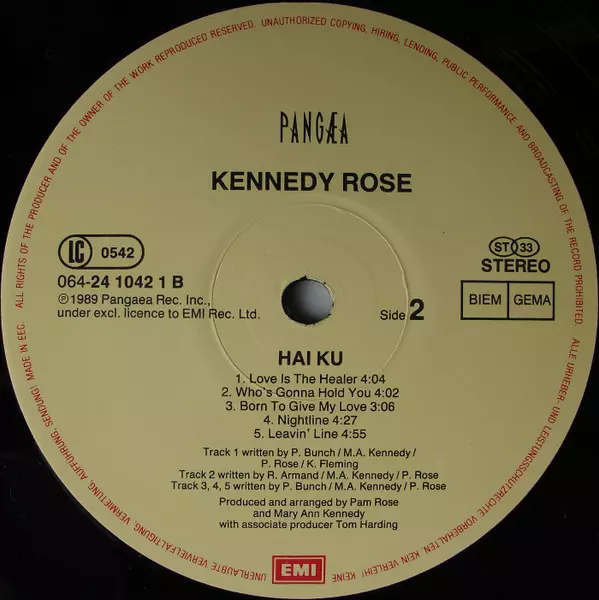 ALL RIGHTS OF THE PRODUCER AND OF THE OWNER OF THE WORK REPRODUCED RESERVED. UNAUTHORIZED COPYING, HIRING, LENDING, PUBLIC PERFORMANCE AND BROADCASTING OF THE RECORD PROHIBITED. ALLE URHEBER- UND LEISTUNGSSCHUTZRECHTE VORBEHALTEN, KEIN VERLEIH! KEINE UNERLAUBTE VERVIELFÄLTIGUNG, VERMIETUNG, AUFFÜHRUNG, SENDUNG! MADE IN EEC.
PANGÆA
KENNEDY ROSE
LC 0542
ST 33
STEREO
064-24 1042 1 B
℗1989 Pangaea Rec. Inc.,
under excl. licence to EMI Rec. Ltd.
Side 2
BIEM GEMA
HAI KU
1. Love Is The Healer 4:04
2. Who's Gonna Hold You 4:02
3. Born To Give My Love 3:06
4. Nightline 4:27
5. Leavin' Line 4:55
Track 1 written by P. Bunch / M.A. Kennedy /
P. Rose / K. Fleming
Track 2 written by R. Armand / M.A. Kennedy / P. Rose
Track 3, 4, 5 written by P. Bunch / M.A. Kennedy / P. Rose
Produced and arranged by Pam Rose
and Mary Ann Kennedy
with associate producer Tom Harding
EMI